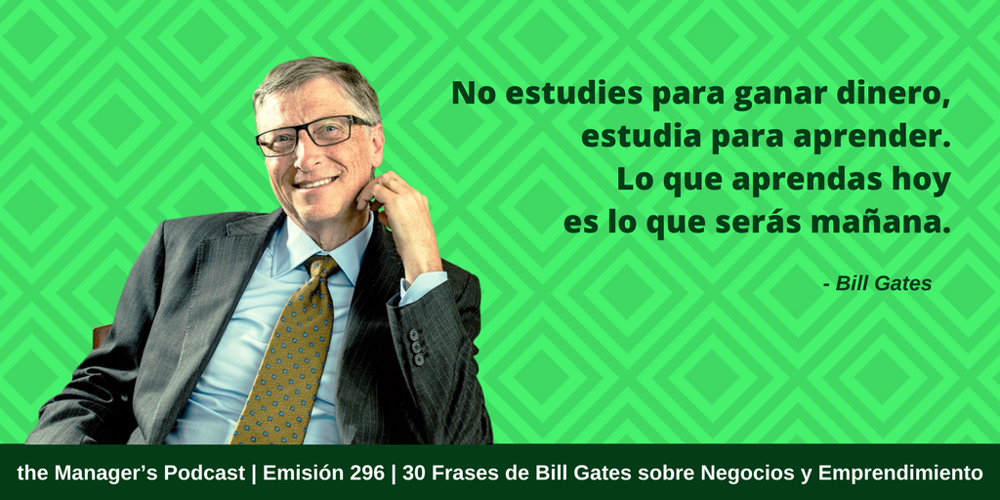 No estudies para ganar dinero,
estudia para aprender.
Lo que aprendas hoy
es lo que serás mañana.
- Bill Gates
the Manager’s Podcast | Emisión 296 | 30 Frases de Bill Gates sobre Negocios y Emprendimiento